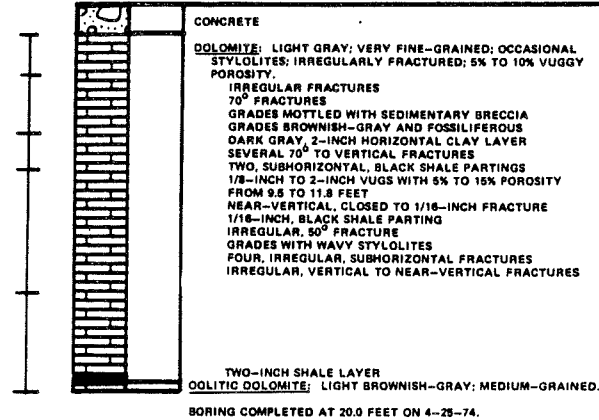 CONCRETE
DOLOMITE: LIGHT GRAY; VERY FINE-GRAINED; OCCASIONAL
STYLOLITES; IRREGULARLY FRACTURED; 5% TO 10% VUGGY
POROSITY.
IRREGULAR FRACTURES
70° FRACTURES
GRADES MOTTLED WITH SEDIMENTARY BRECCIA
GRADES BROWNISH-GRAY AND FOSSILIFEROUS
DARK GRAY, 2-INCH HORIZONTAL CLAY LAYER
SEVERAL 70° TO VERTICAL FRACTURES
TWO, SUBHORIZONTAL, BLACK SHALE PARTINGS
1/8-INCH TO 2-INCH VUGS WITH 5% TO 15% POROSITY
FROM 9.5 TO 11.8 FEET
NEAR-VERTICAL, CLOSED TO 1/16-INCH FRACTURE
1/16-INCH, BLACK SHALE PARTING
IRREGULAR, 50° FRACTURE
GRADES WITH WAVY STYLOLITES
FOUR, IRREGULAR, SUBHORIZONTAL FRACTURES
IRREGULAR, VERTICAL TO NEAR-VERTICAL FRACTURES
TWO-INCH SHALE LAYER
OOLITIC DOLOMITE: LIGHT BROWNISH-GRAY; MEDIUM-GRAINED.
BORING COMPLETED AT 20.0 FEET ON 4-25-74.